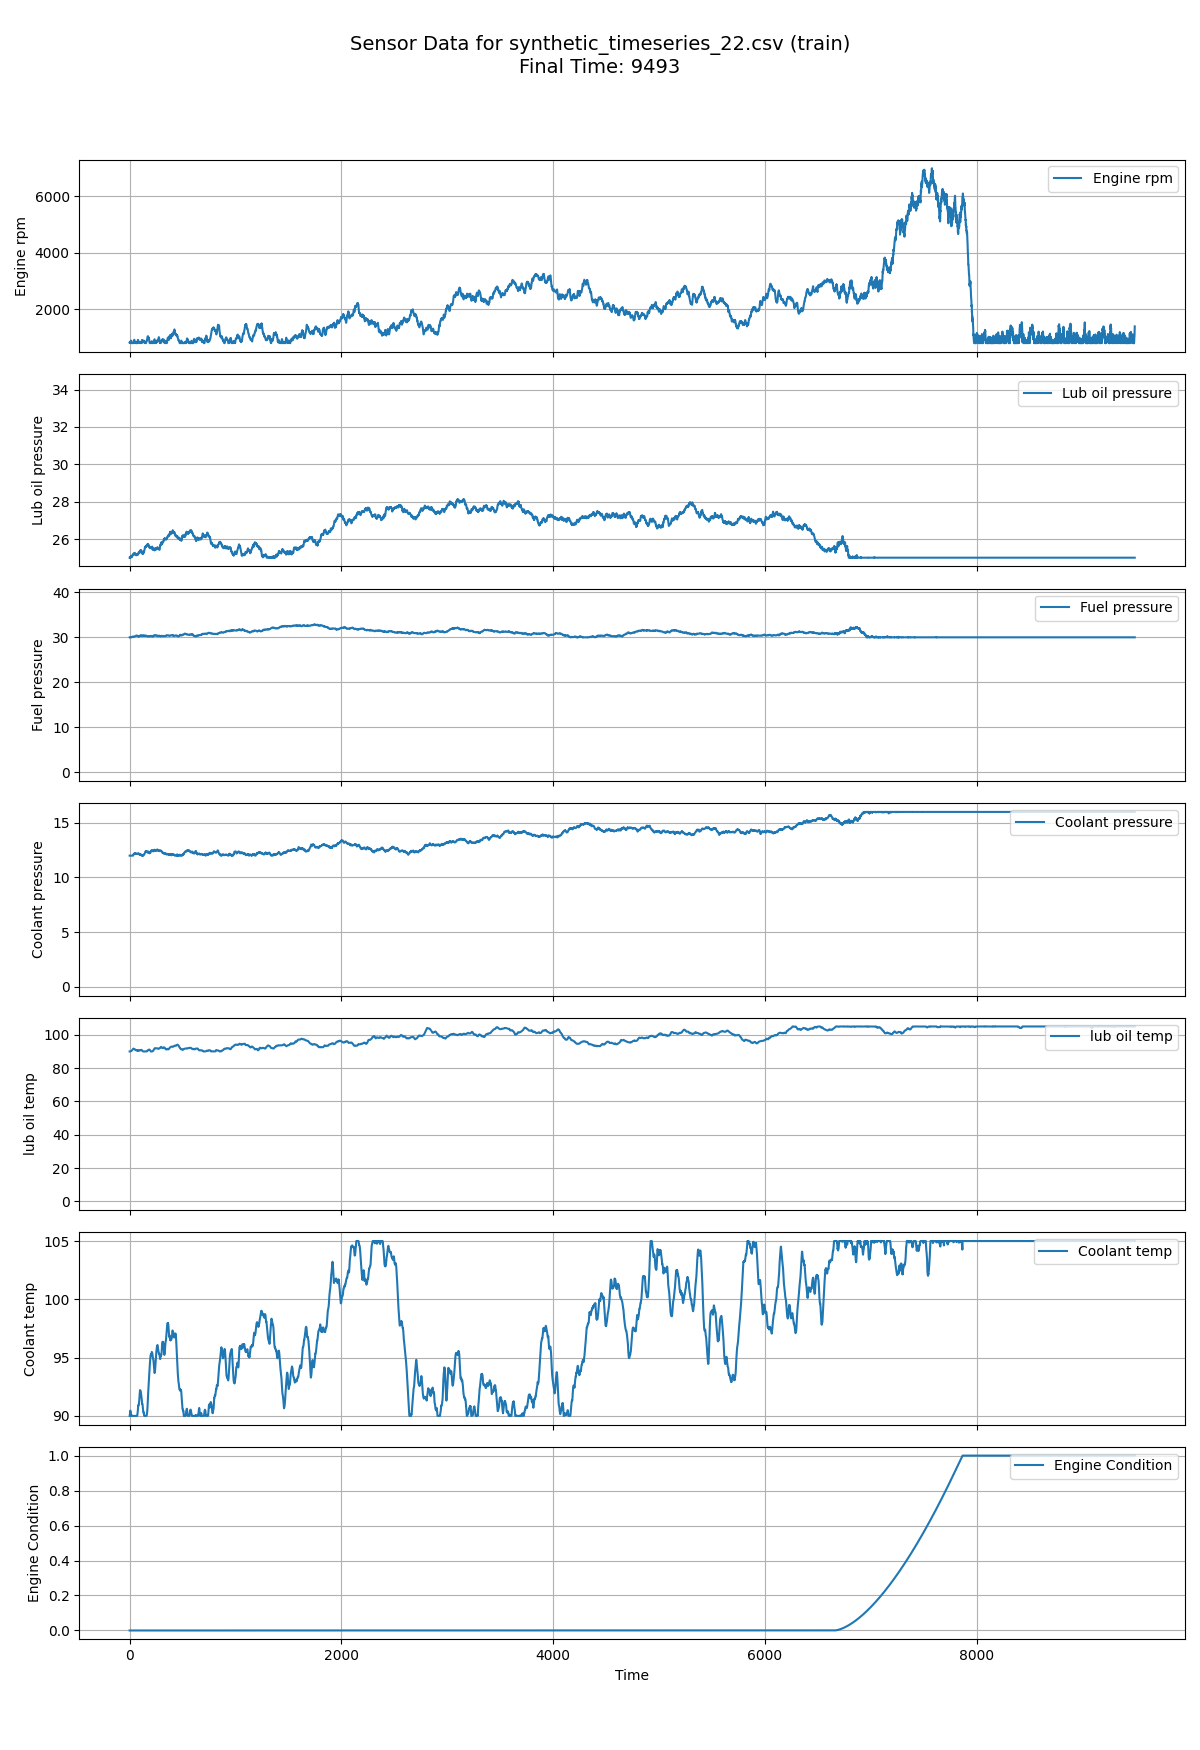 Sensor Data for synthetic_timeseries_22.csv (train)
Final Time: 9493
Engine rpm
6000
4000
2000
Engine rpm
Lub oil pressure
34
32
30
28
26
Lub oil pressure
Fuel pressure
40
30
20
10
0
Fuel pressure
Coolant pressure
15
10
5
0
Coolant pressure
lub oil temp
100
80
60
40
20
0
lub oil temp
Coolant temp
105
100
95
90
Coolant temp
Engine Condition
1.0
0.8
0.6
0.4
0.2
0.0
Engine Condition
0 2000 4000 6000 8000
Time